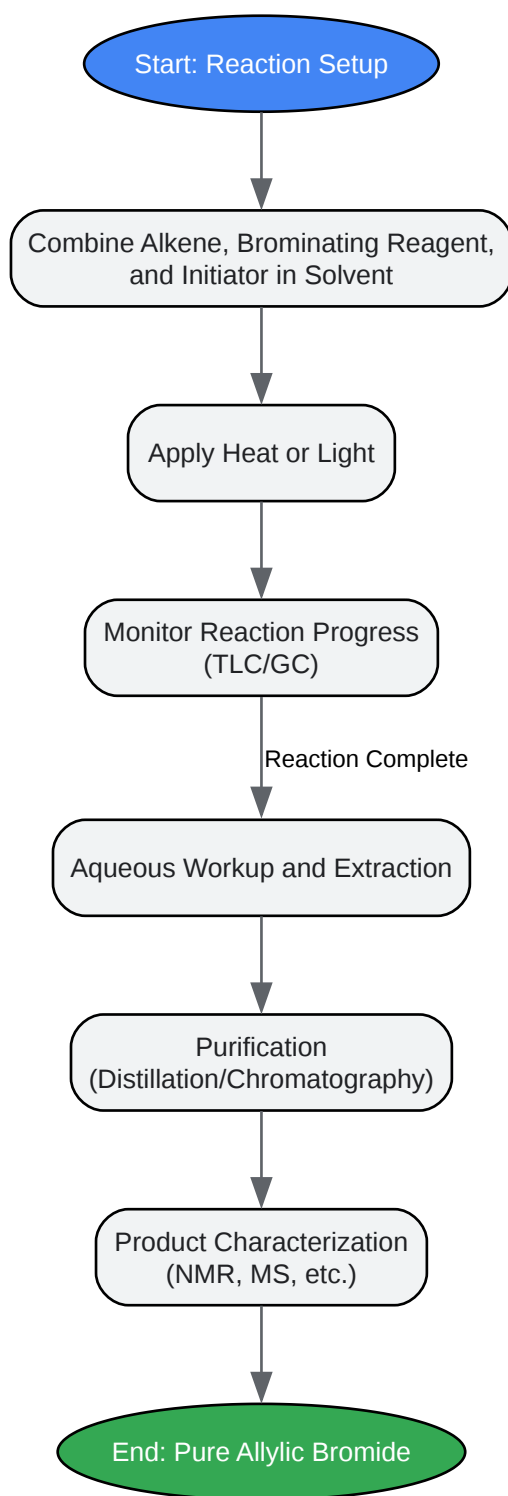 Start: Reaction Setup
Combine Alkene, Brominating Reagent,
and Initiator in Solvent
Apply Heat or Light
Monitor Reaction Progress
(TLC/GC)
Reaction Complete
Aqueous Workup and Extraction
Purification
(Distillation/Chromatography)
Product Characterization
(NMR, MS, etc.)
End: Pure Allylic Bromide